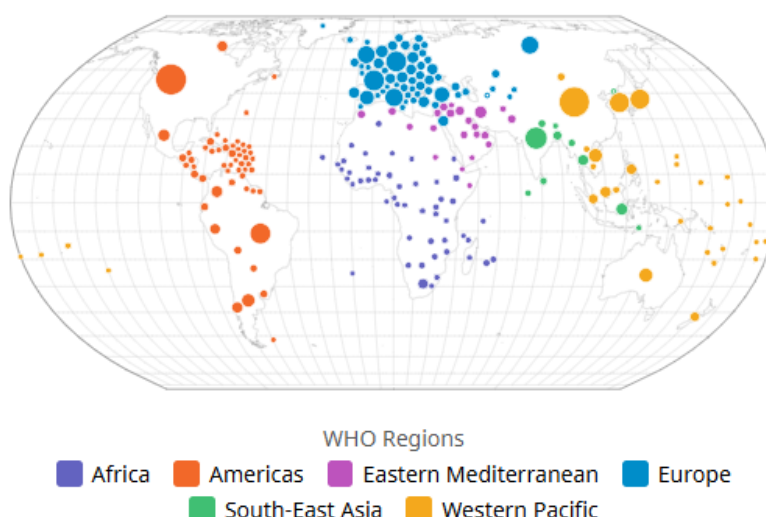 WHO Regions
Africa Americas Eastern Mediterranean Europe
South-East Asia Western Pacific